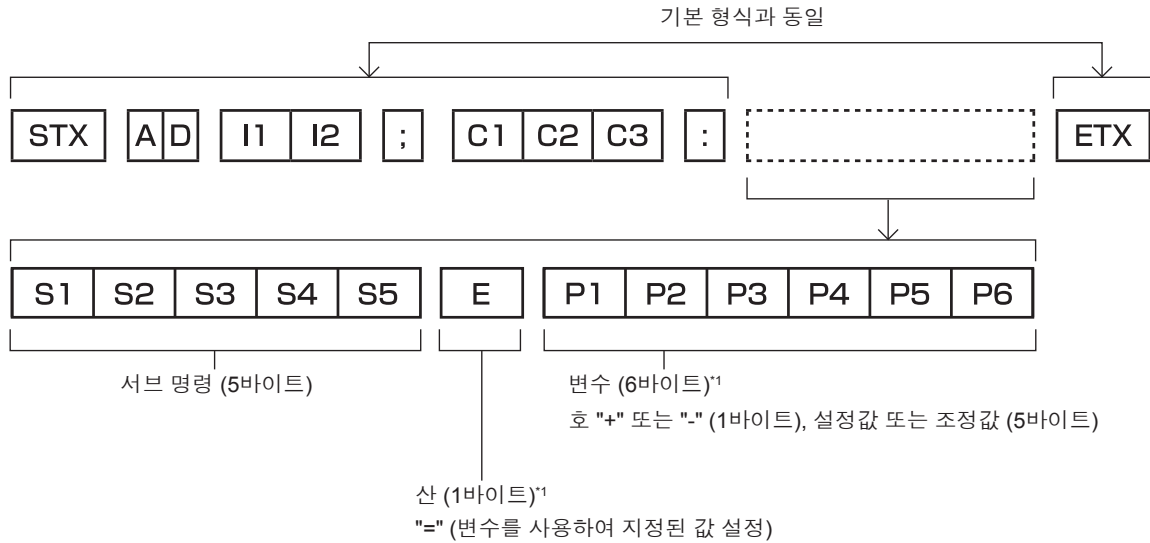 기본 형식과 동일
STX A D I1 I2 ; C1 C2 C3 : ETX
S1 S2 S3 S4 S5 E P1 P2 P3 P4 P5 P6
서브 명령 (5바이트)
변수 (6바이트)*1
호 "+" 또는 "-" (1바이트), 설정값 또는 조정값 (5바이트)
산 (1바이트)*1
"=" (변수를 사용하여 지정된 값 설정)